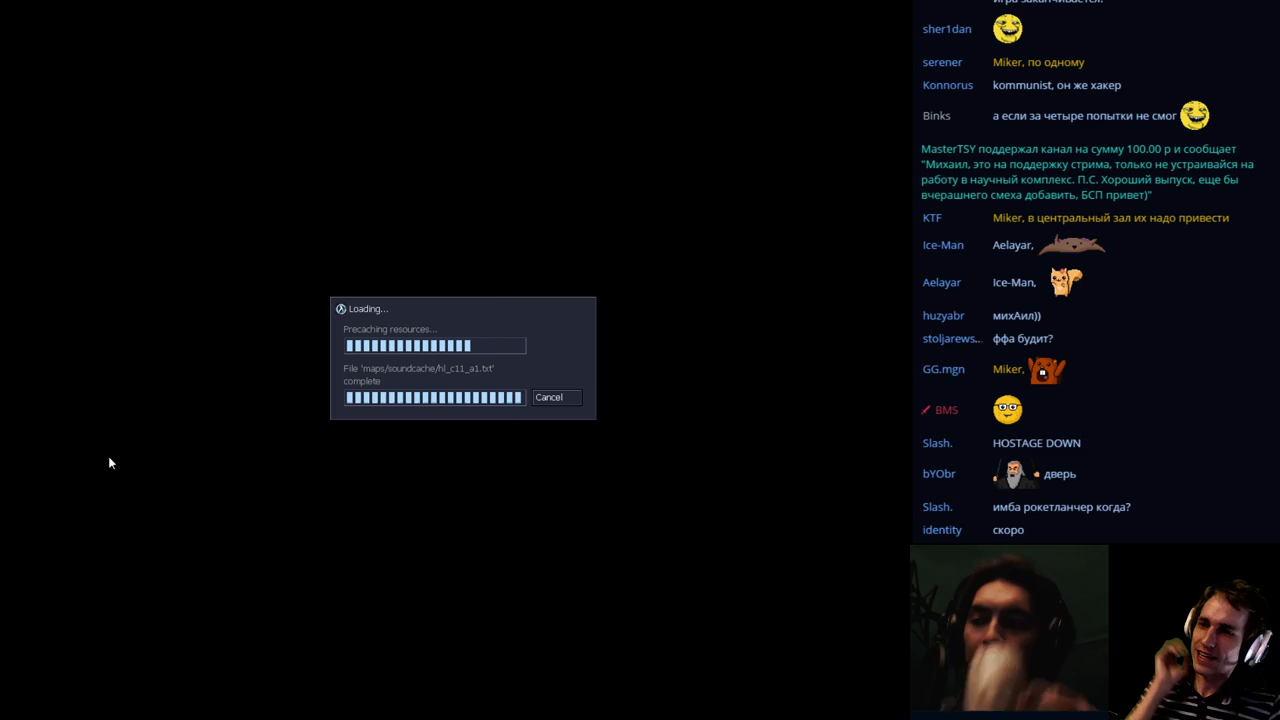 игра заканчивается.
sher1dan
serener Miker, по одному
Konnorus kommunist, он же хакер
Binks а если за четыре попытки не смог
MasterTSY поддержал канал на сумму 100.00 р и сообщает
"Михаил, это на поддержку стрима, только не устраивайся на
работу в научный комплекс. П.С. Хороший выпуск, еще бы
вчерашнего смеха добавить, БСП привет)"
KTF Miker, в центральный зал их надо привести
Ice-Man Aelayar,
Aelayar Ice-Man,
huzyabr михАил))
stoljarews... ффа будит?
GG.mgn Miker,
BMS
Slash. HOSTAGE DOWN
bYObr дверь
Slash. имба рокетланчер когда?
identity скоро
Loading...
Precaching resources...
File 'maps/soundcache/hl_c11_a1.txt'
complete
Cancel